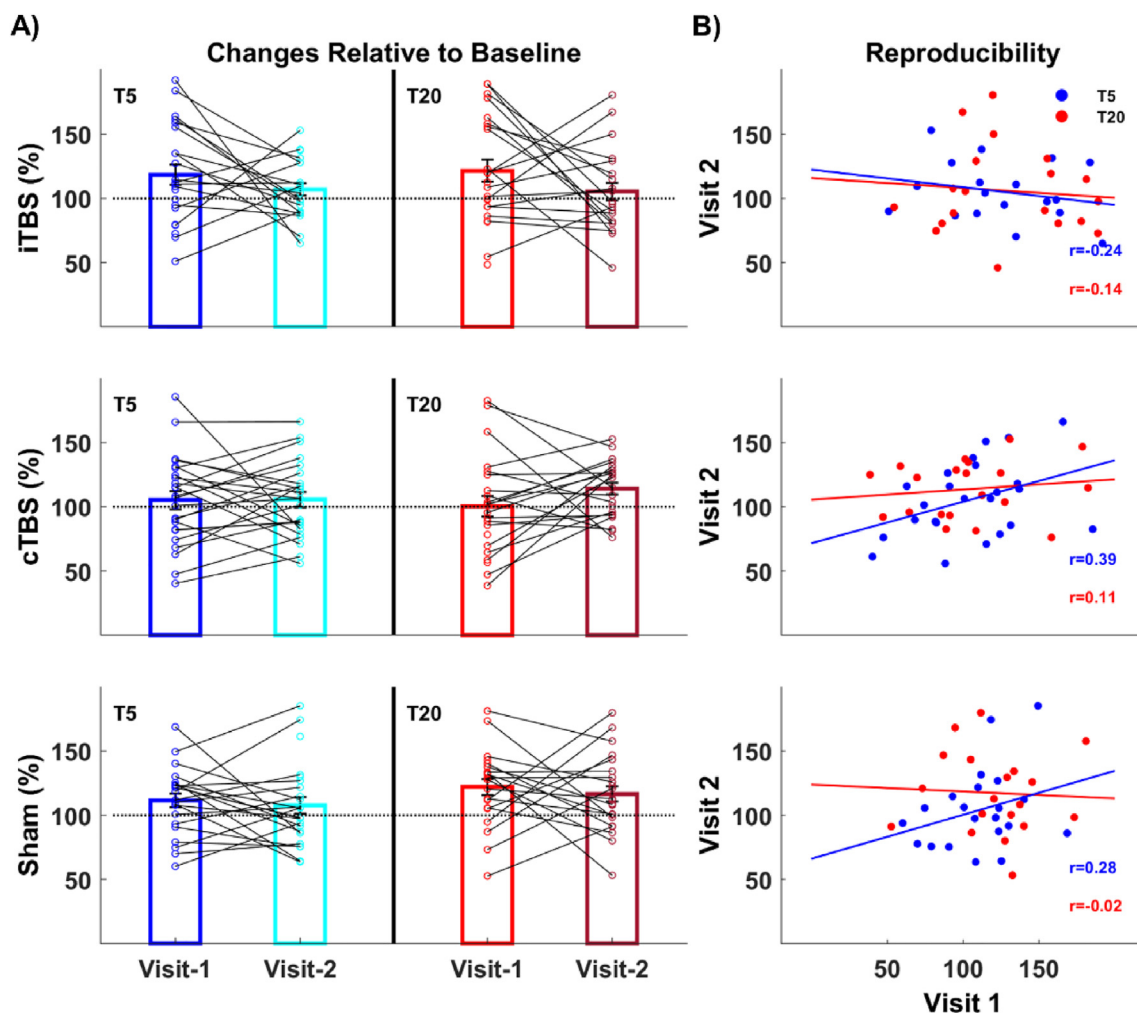 A)
B)
Changes Relative to Baseline
Reproducibility
T5
T20
150
100
50
iTBS (%)
T5
T20
150
100
50
Visit 2
r=-0.24
r=-0.14
T5
T20
150
100
50
cTBS (%)
150
100
50
Visit 2
r=0.39
r=0.11
T5
T20
150
100
50
Sham (%)
Visit-1
Visit-2
Visit-1
Visit-2
150
100
50
Visit 2
r=0.28
r=-0.02
50
100
150
Visit 1